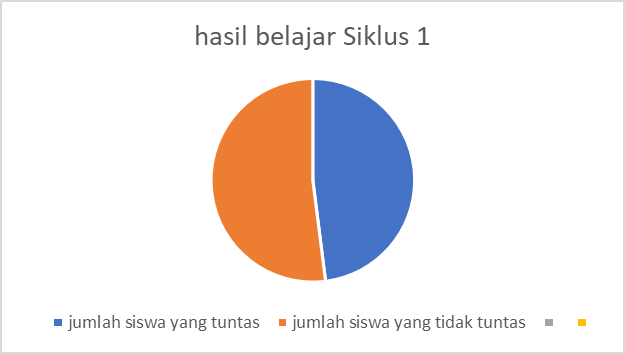 hasil belajar Siklus 1
jumlah siswa yang tuntas jumlah siswa yang tidak tuntas